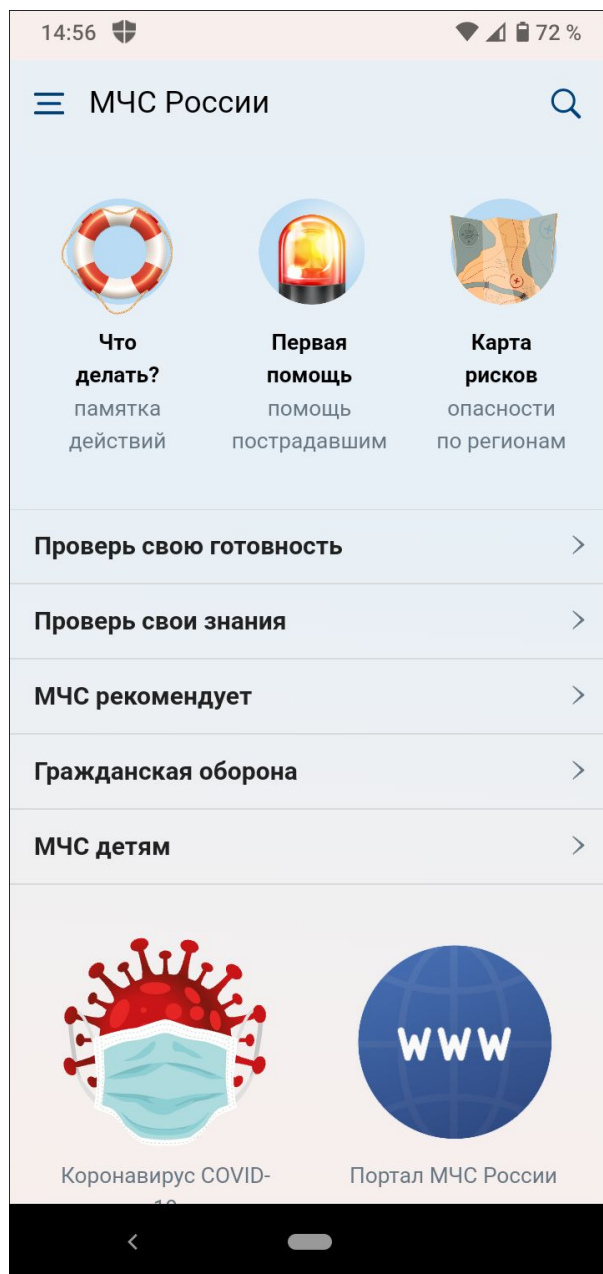 14:56 72 %
МЧС России
Что
делать?
памятка
действий
Первая
помощь
помощь
пострадавшим
Карта
рисков
опасности
по регионам
Проверь свою готовность
Проверь свои знания
МЧС рекомендует
Гражданская оборона
МЧС детям
WWW
Коронавирус COVID-
Портал МЧС России